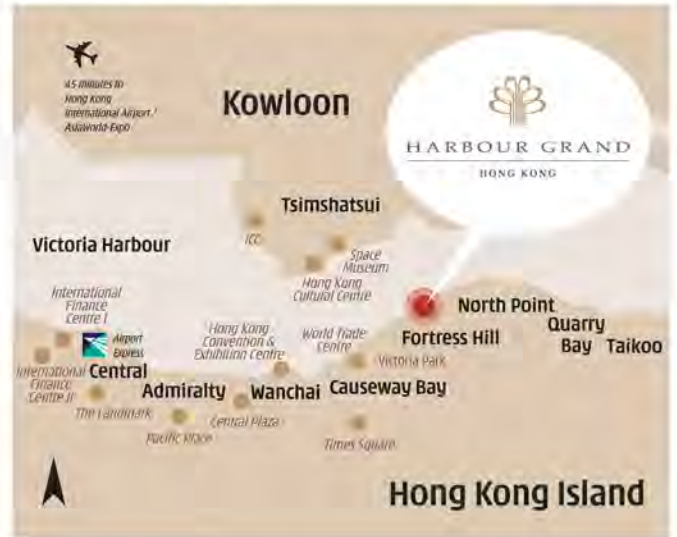 45 minutes to
Hong Kong
International Airport /
AsiaWorld-Expo
Kowloon
HARBOUR GRAND
HONG KONG
Tsimshatsui
ICC
Space
Museum
Victoria Harbour
Hong Kong
Cultural Centre
International
Finance
Centre I
North Point
Airport
Express
Hong Kong
Convention &
Exhibition Centre
World Trade
Centre
Fortress Hill
Quarry
Bay
Taikoo
Victoria Park
International
Finance
Centre II
Central
Admiralty
Wanchai
Causeway Bay
The Landmark
Central Plaza
Pacific Place
Times Square
Hong Kong Island